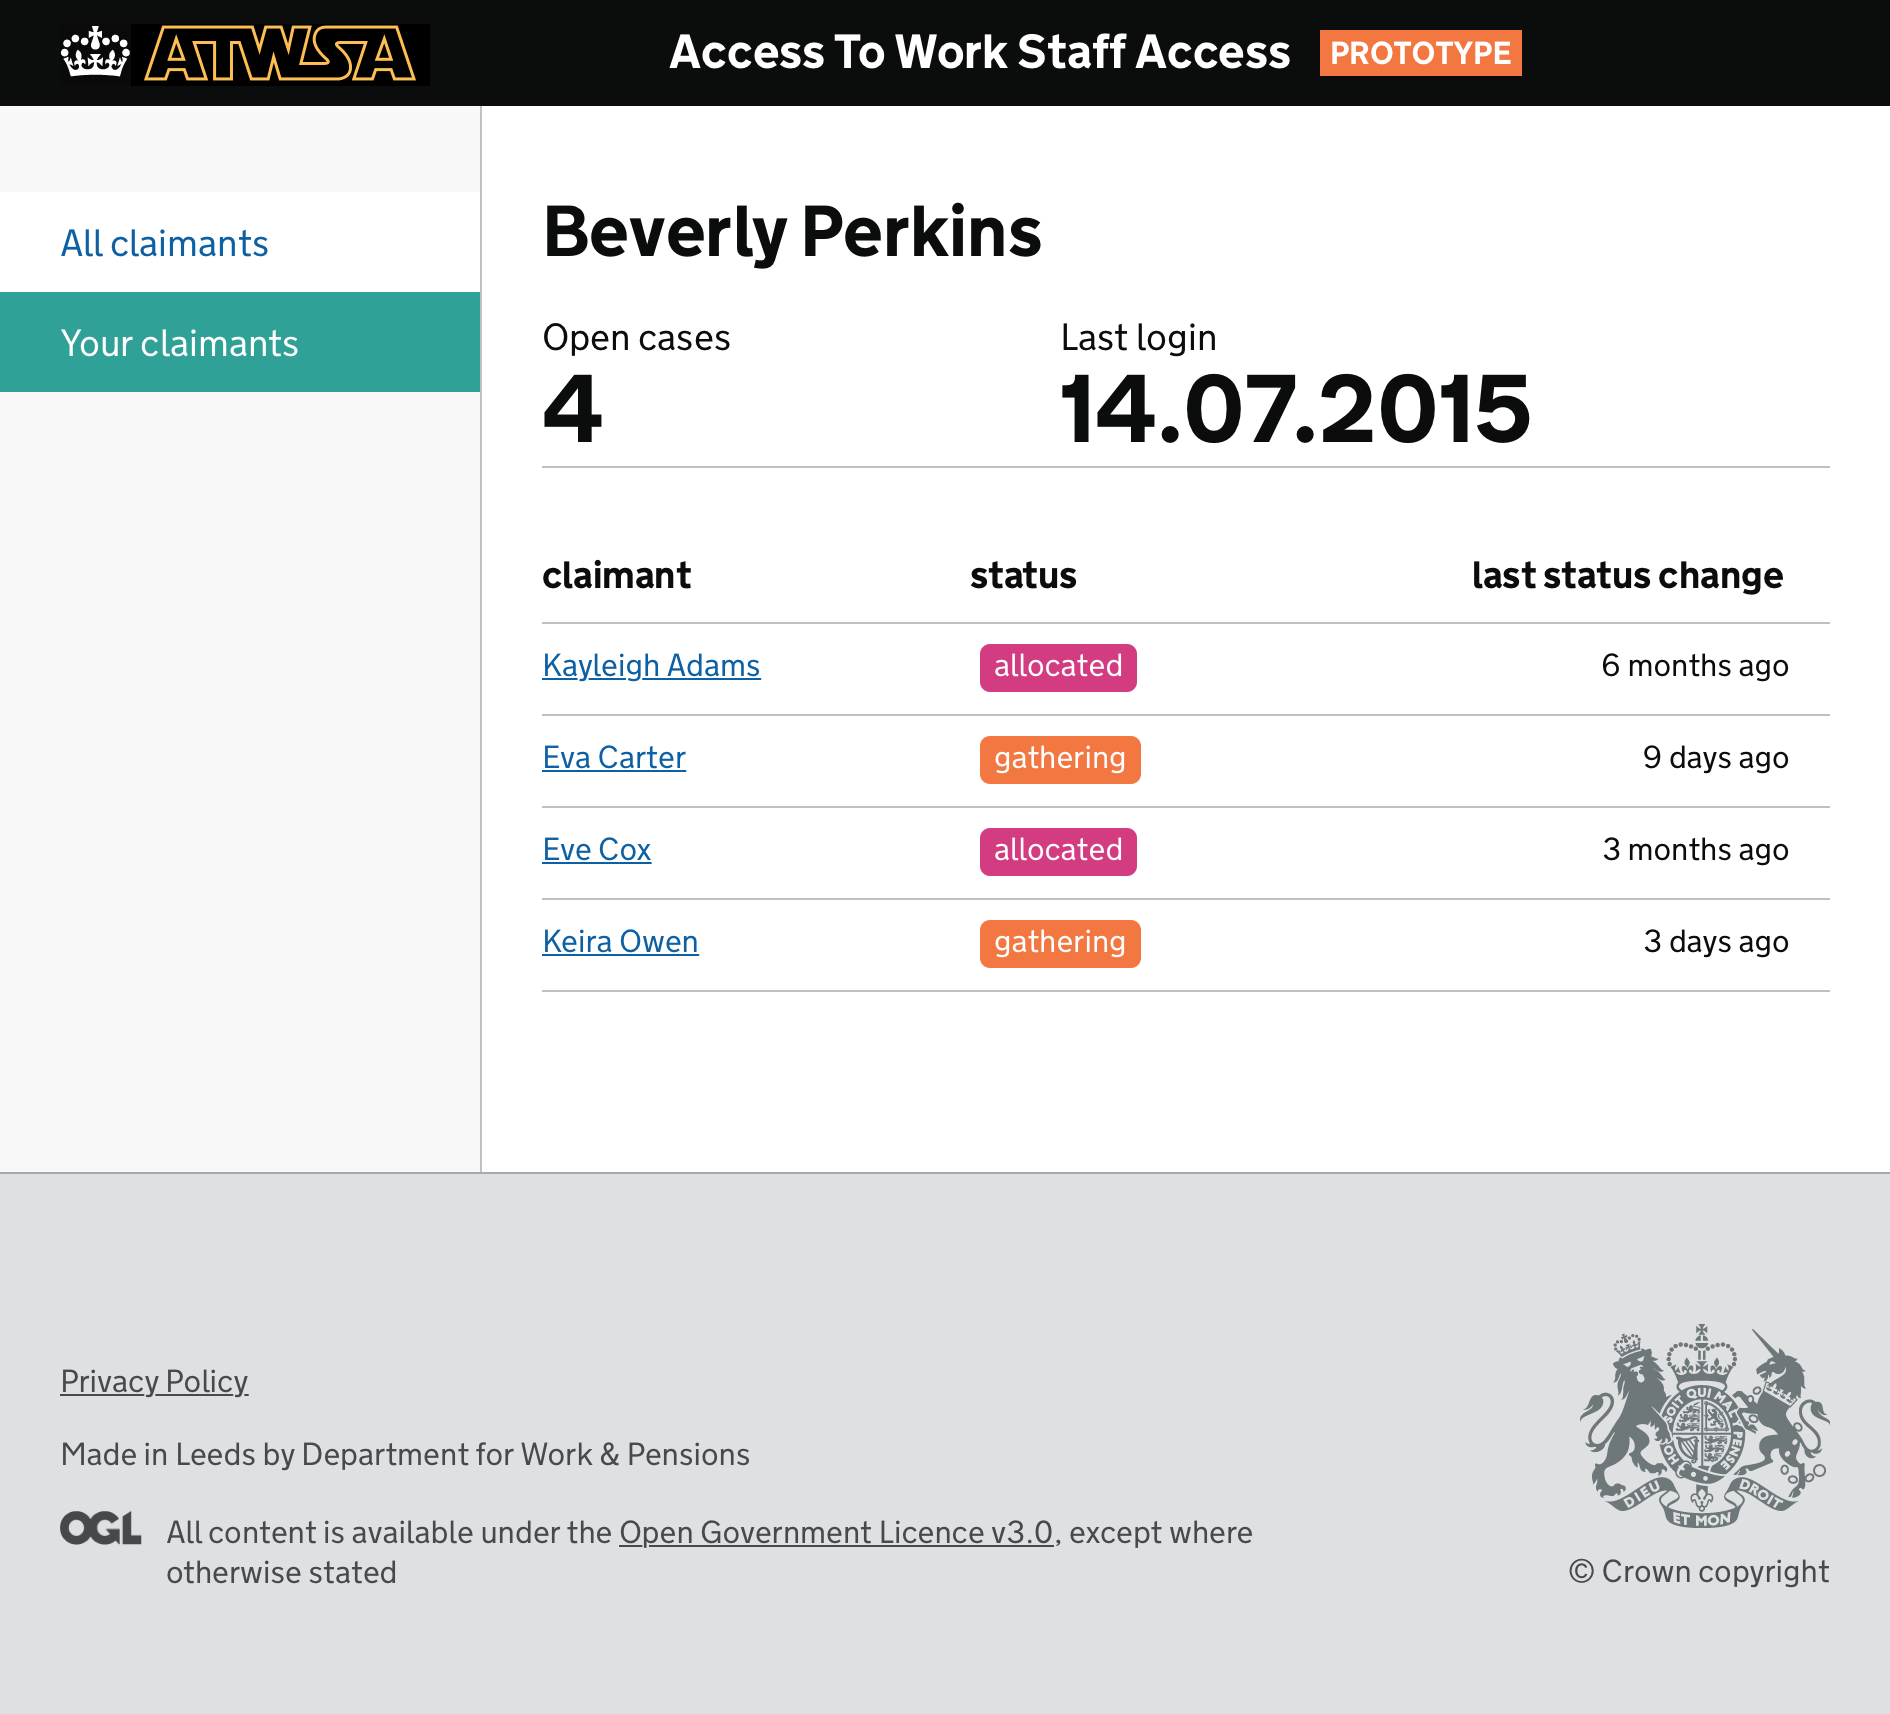 ATWSA
Access To Work Staff Access PROTOTYPE
All claimants
Your claimants
Beverly Perkins
Open cases
4
Last login
14.07.2015
claimant status last status change
Kayleigh Adams allocated 6 months ago
Eva Carter gathering 9 days ago
Eve Cox allocated 3 months ago
Keira Owen gathering 3 days ago
Privacy Policy
Made in Leeds by Department for Work & Pensions
OGL All content is available under the Open Government Licence v3.0, except where
otherwise stated
SOIT QUI MAL
PENSE
HON
DIEU
ET MON
DROIT
© Crown copyright